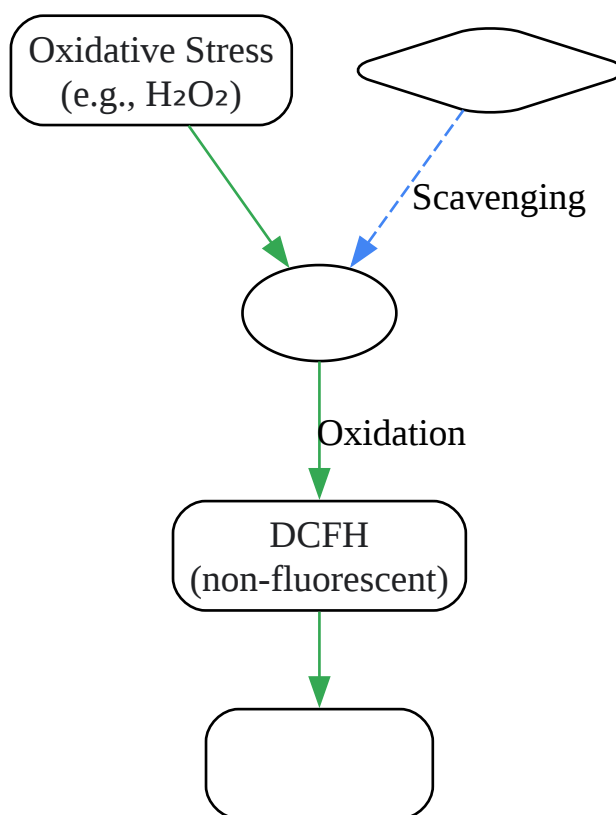 Oxidative Stress
(e.g., H₂O₂)
Scavenging
Oxidation
DCFH
(non-fluorescent)